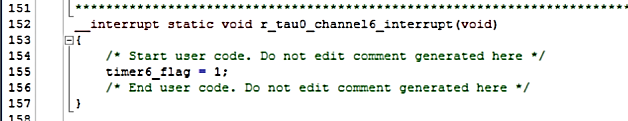 151 ******************************************************************************
152 __interrupt static void r_tau0_channel6_interrupt(void)
153 {
154 /* Start user code. Do not edit comment generated here */
155 timer6_flag = 1;
156 /* End user code. Do not edit comment generated here */
157 }
158